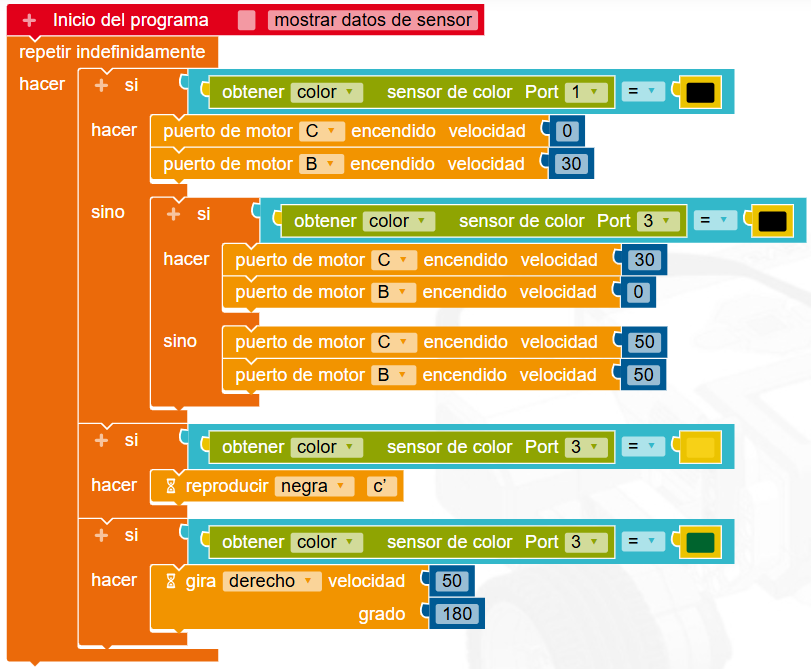 + Inicio del programa mostrar datos de sensor
repetir indefinidamente
hacer + si obtener color sensor de color Port 1 =
hacer puerto de motor C encendido velocidad 0
puerto de motor B encendido velocidad 30
sino + si obtener color sensor de color Port 3 =
hacer puerto de motor C encendido velocidad 30
puerto de motor B encendido velocidad 0
sino puerto de motor C encendido velocidad 50
puerto de motor B encendido velocidad 50
+ si obtener color sensor de color Port 3 =
hacer reproducir negra c'
+ si obtener color sensor de color Port 3 =
hacer gira derecho velocidad 50
grado 180